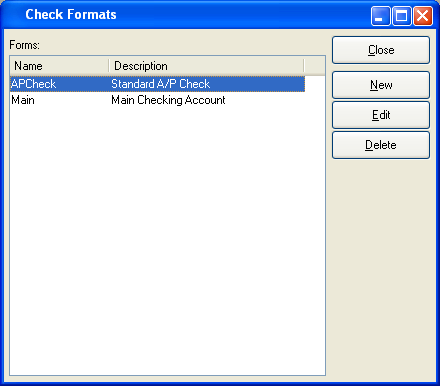 Check Formats
Forms:
Name Description
APCheck Standard A/P Check
Main Main Checking Account
Close
New
Edit
Delete